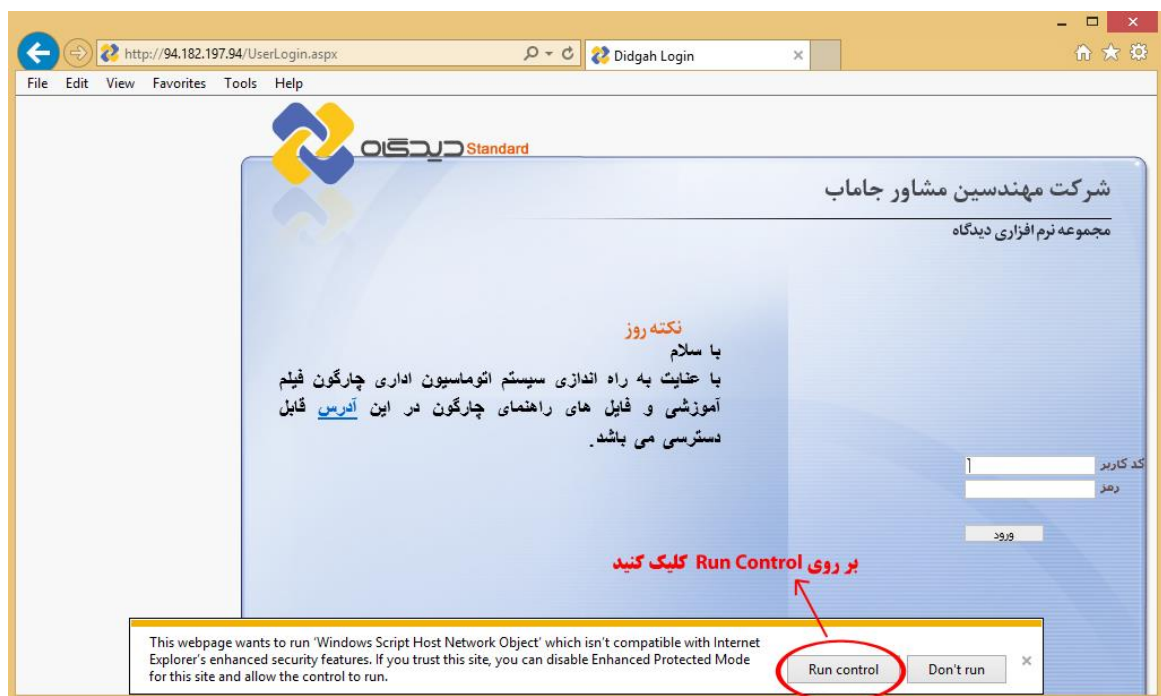 http://94.182.197.94/UserLogin.aspx
Didgah Login
File Edit View Favorites Tools Help
دیدگاه Standard
شرکت مهندسین مشاور جاماب
مجموعه نرم افزاری دیدگاه
نکته روز
با سلام
با عنایت به راه اندازی سیستم اتوماسیون اداری چارگون فیلم
آموزشی و فایل های راهنمای چارگون در این آدرس قابل
دسترسی می باشد.
کد کاربر
رمز
ورود
بر روی Run Control کلیک کنید
This webpage wants to run 'Windows Script Host Network Object' which isn't compatible with Internet
Explorer's enhanced security features. If you trust this site, you can disable Enhanced Protected Mode
for this site and allow the control to run.
Run control
Don't run